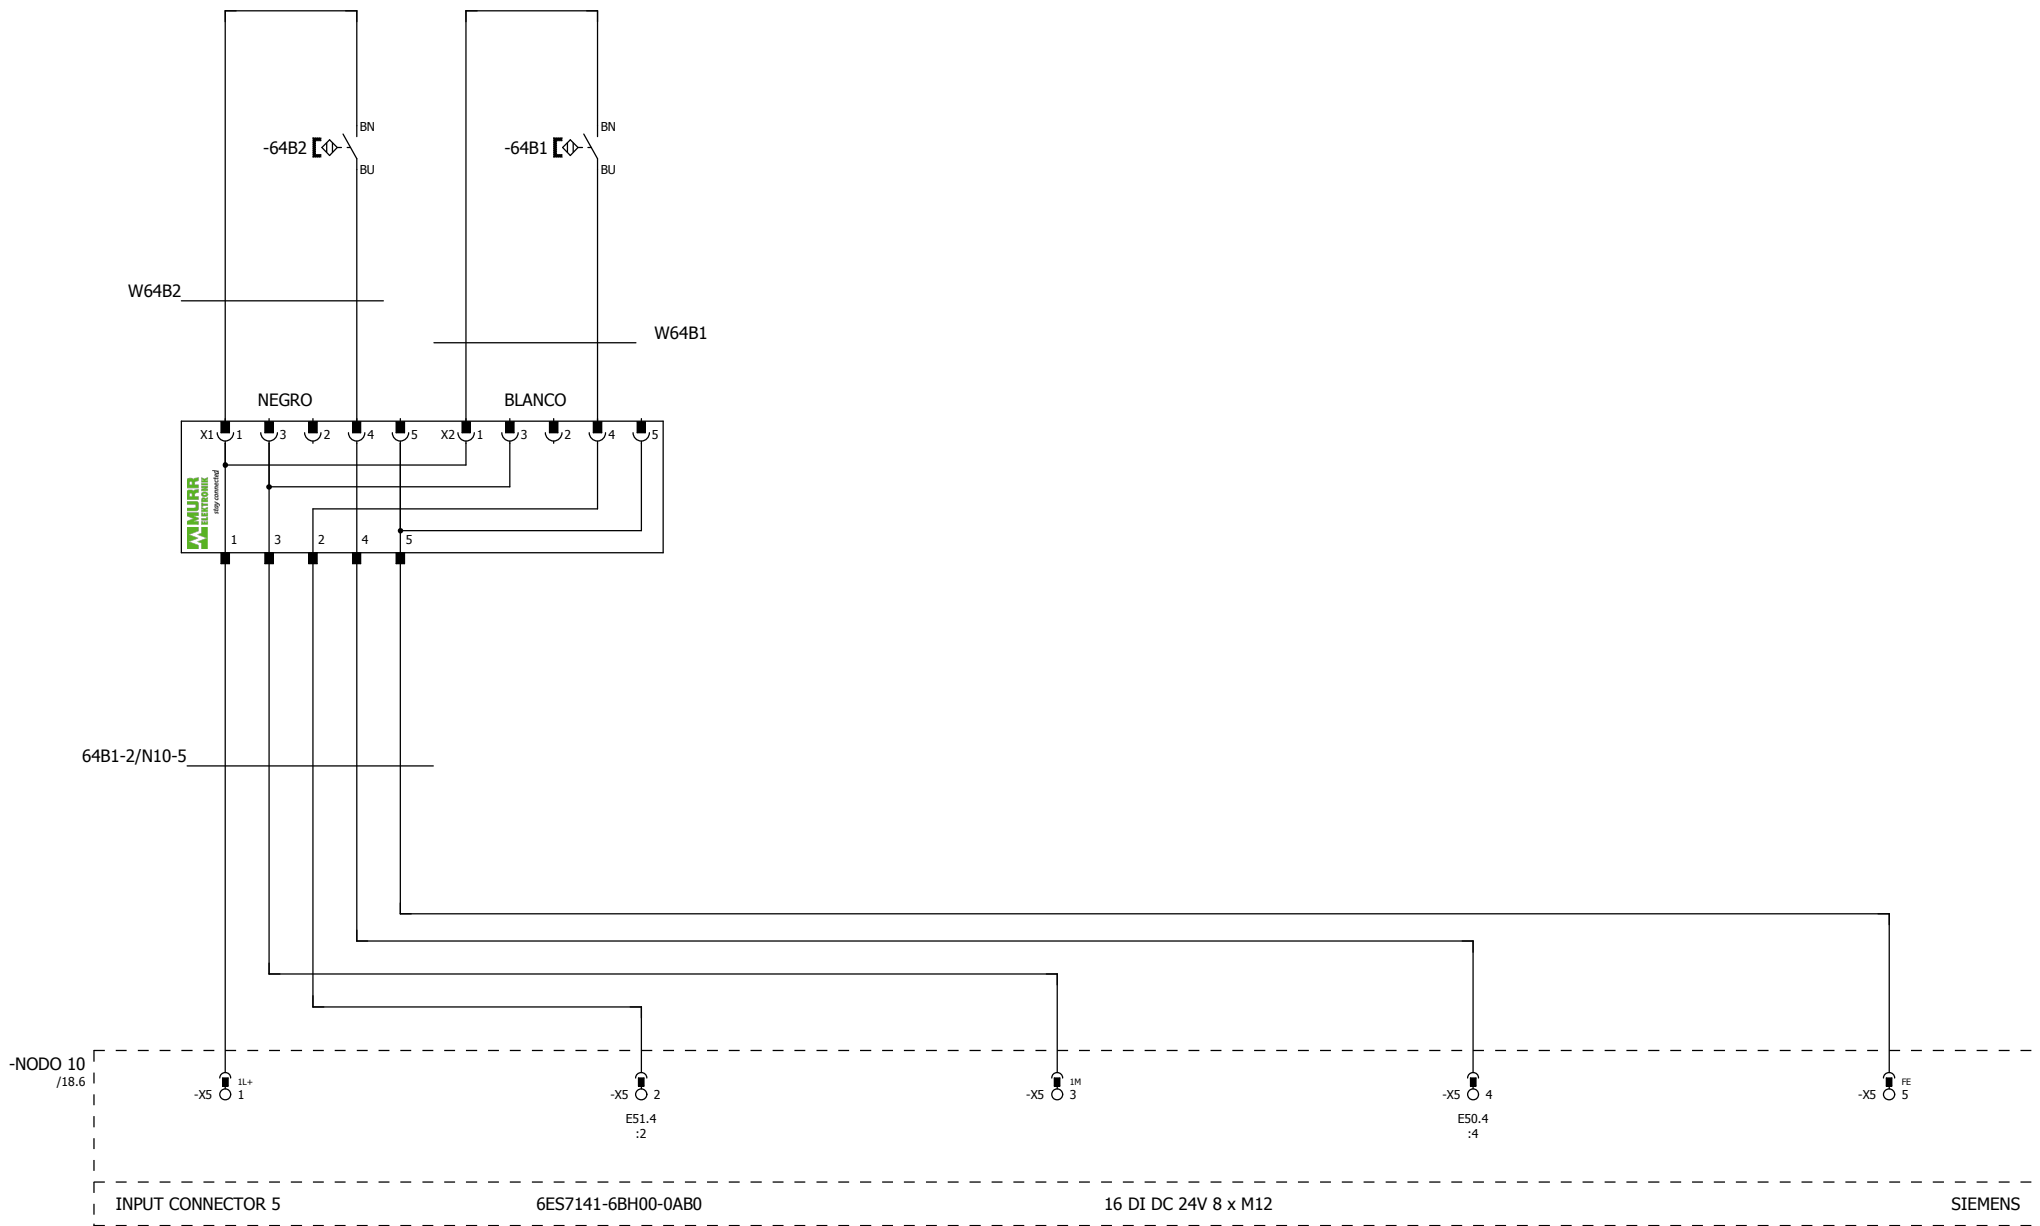 BN
BN
-64B2
-64B1
BU
BU
W64B2
W64B1
NEGRO
BLANCO
X1 1 3 2 4 5 X2 1 3 2 4 5
MURR
ELEKTRONIK
stay connected
1 3 2 4 5
64B1-2/N10-5
-NODO 10
/18.6
1L+
1M
FE
-X5 1
-X5 2
-X5 3
-X5 4
-X5 5
E51.4
E50.4
:2
:4
INPUT CONNECTOR 5
6ES7141-6BH00-0AB0
16 DI DC 24V 8 x M12
SIEMENS